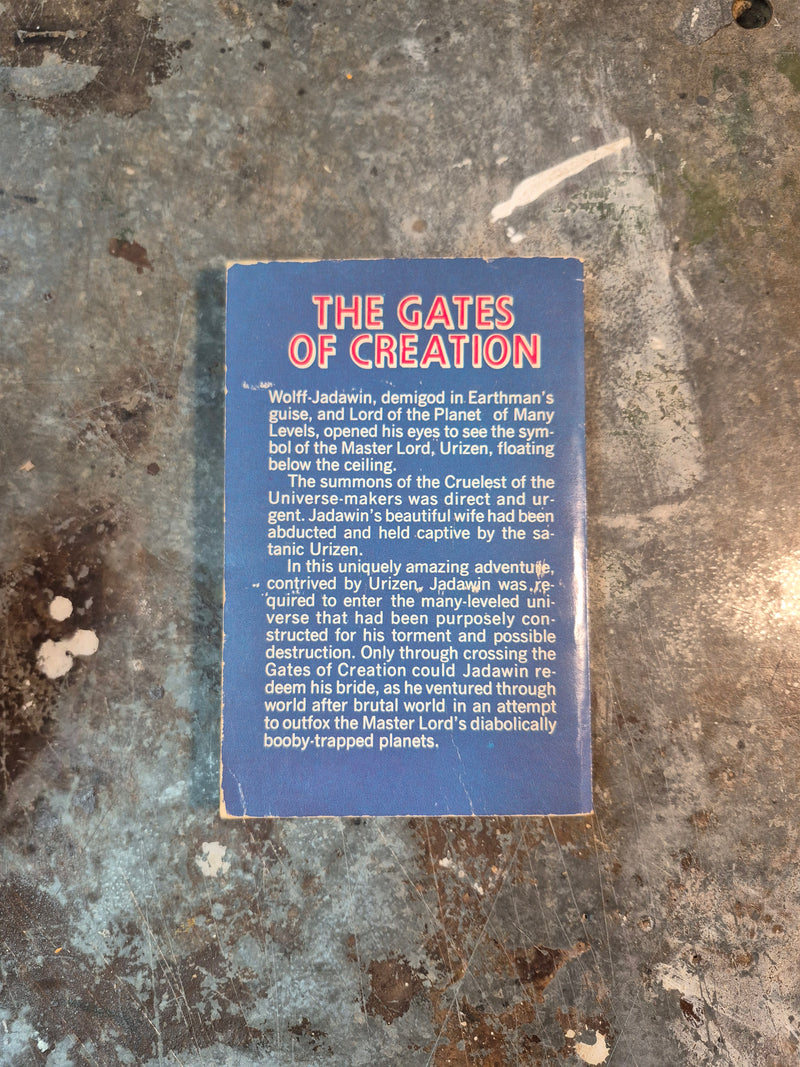 THE GATES
OF CREATION
Wolff-Jadawin, demigod in Earthman's
guise, and Lord of the Planet of Many
Levels, opened his eyes to see the sym-
bol of the Master Lord, Urizen, floating
below the ceiling.
The summons of the Cruelest of the
Universe-makers was direct and ur-
gent. Jadawin's beautiful wife had been
abducted and held captive by the sa-
tanic Urizen.
In this uniquely amazing adventure,
contrived by Urizen, Jadawin was re-
quired to enter the many-leveled uni-
verse that had been purposely con-
structed for his torment and possible
destruction. Only through crossing the
Gates of Creation could Jadawin re-
deem his bride, as he ventured through
world after brutal world in an attempt
to outfox the Master Lord's diabolically
booby-trapped planets.